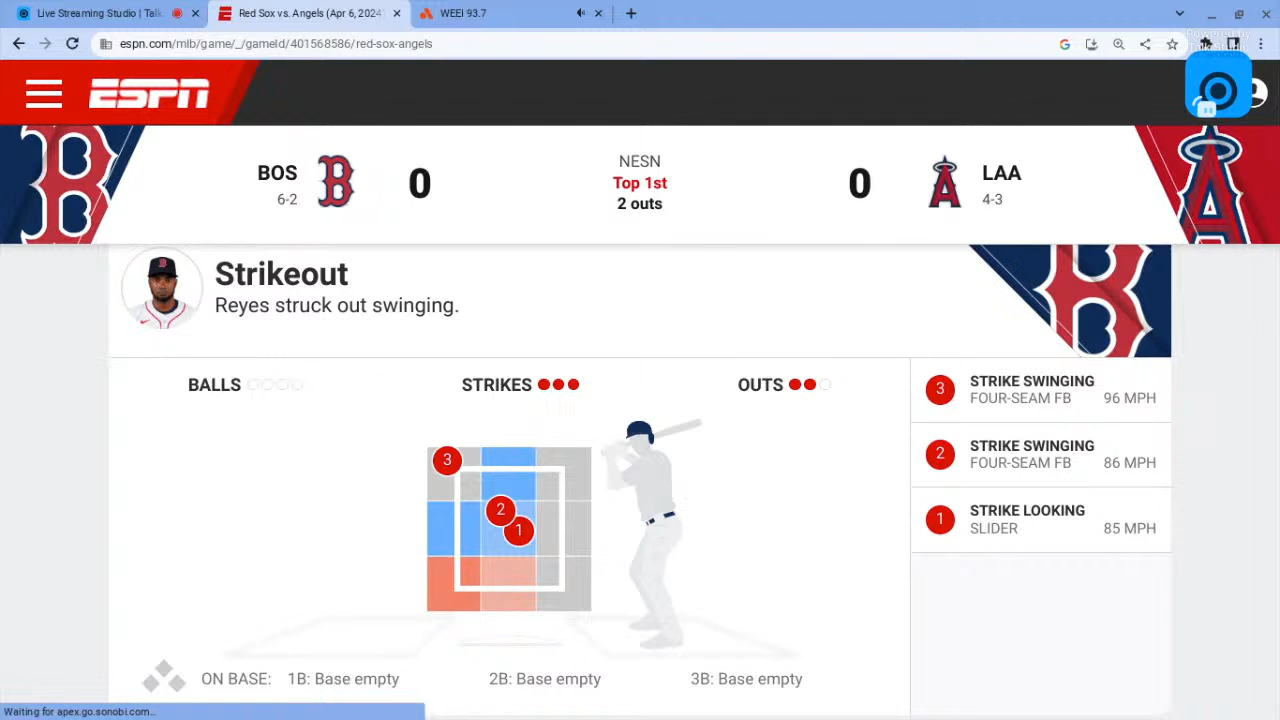 Live Streaming Studio | Talk
Red Sox vs. Angels (Apr 6, 2024
WEEI 93.7
espn.com/mlb/game/_/gameId/401568586/red-sox-angels
Powered by
ESPN
BOS
6-2
0
NESN
Top 1st
2 outs
0
LAA
4-3
Strikeout
Reyes struck out swinging.
BALLS
STRIKES
OUTS
3
2
1
3 STRIKE SWINGING
FOUR-SEAM FB 96 MPH
2 STRIKE SWINGING
FOUR-SEAM FB 86 MPH
1 STRIKE LOOKING
SLIDER 85 MPH
ON BASE: 1B: Base empty 2B: Base empty 3B: Base empty
Waiting for apex.go.sonobi.com...